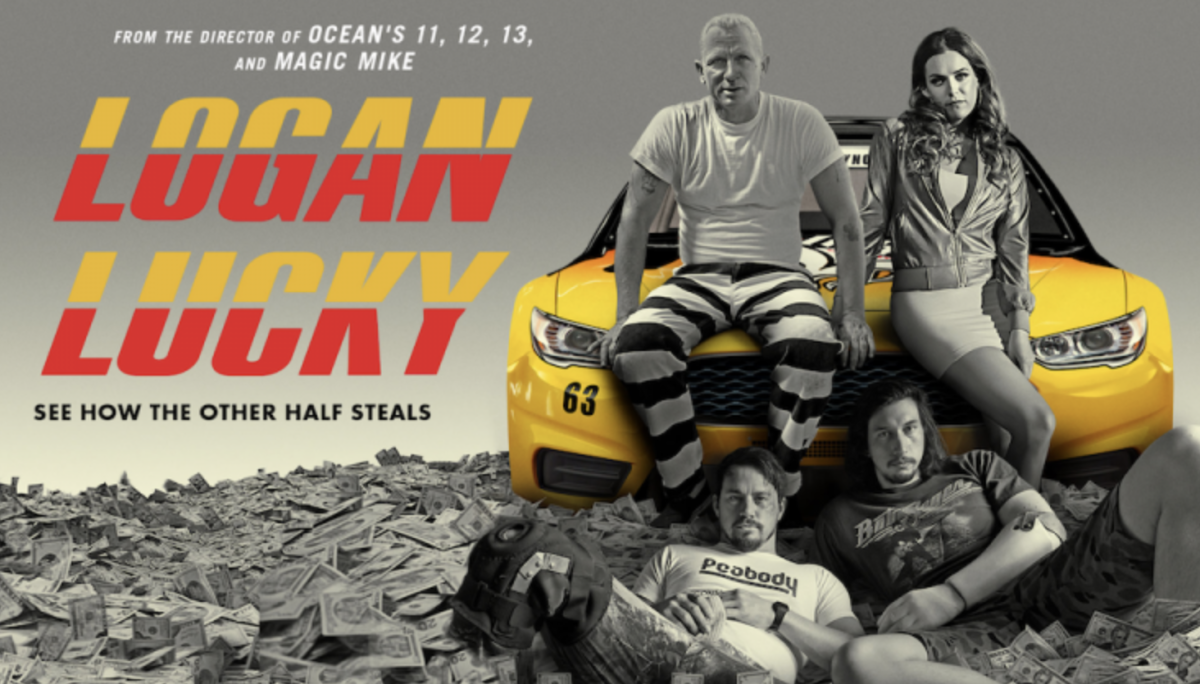 FROM THE DIRECTOR OF OCEAN'S 11, 12, 13,
AND MAGIC MIKE
LOGAN
LUCKY
SEE HOW THE OTHER HALF STEALS
63
Peabody